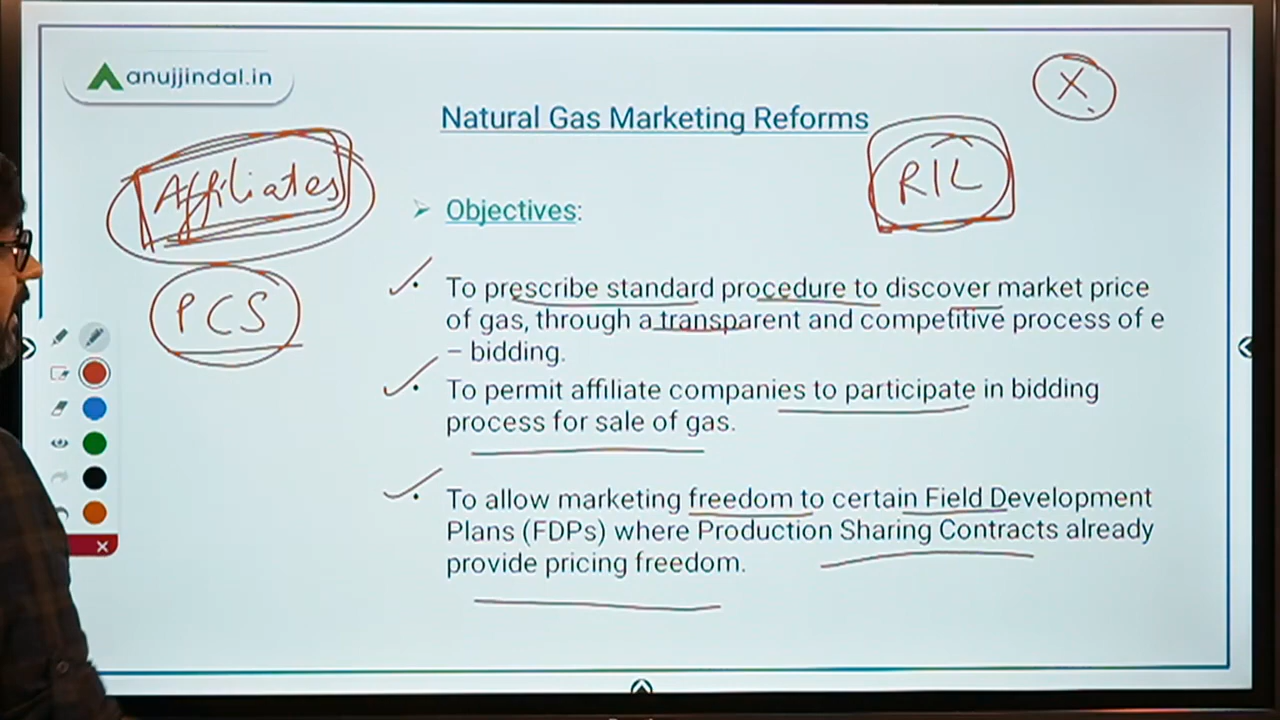 anujjindal.in
X
Natural Gas Marketing Reforms
Affiliates
RIL
➢ Objectives:
PCS
• To prescribe standard procedure to discover market price
of gas, through a transparent and competitive process of e
– bidding.
• To permit affiliate companies to participate in bidding
process for sale of gas.
• To allow marketing freedom to certain Field Development
Plans (FDPs) where Production Sharing Contracts already
provide pricing freedom.